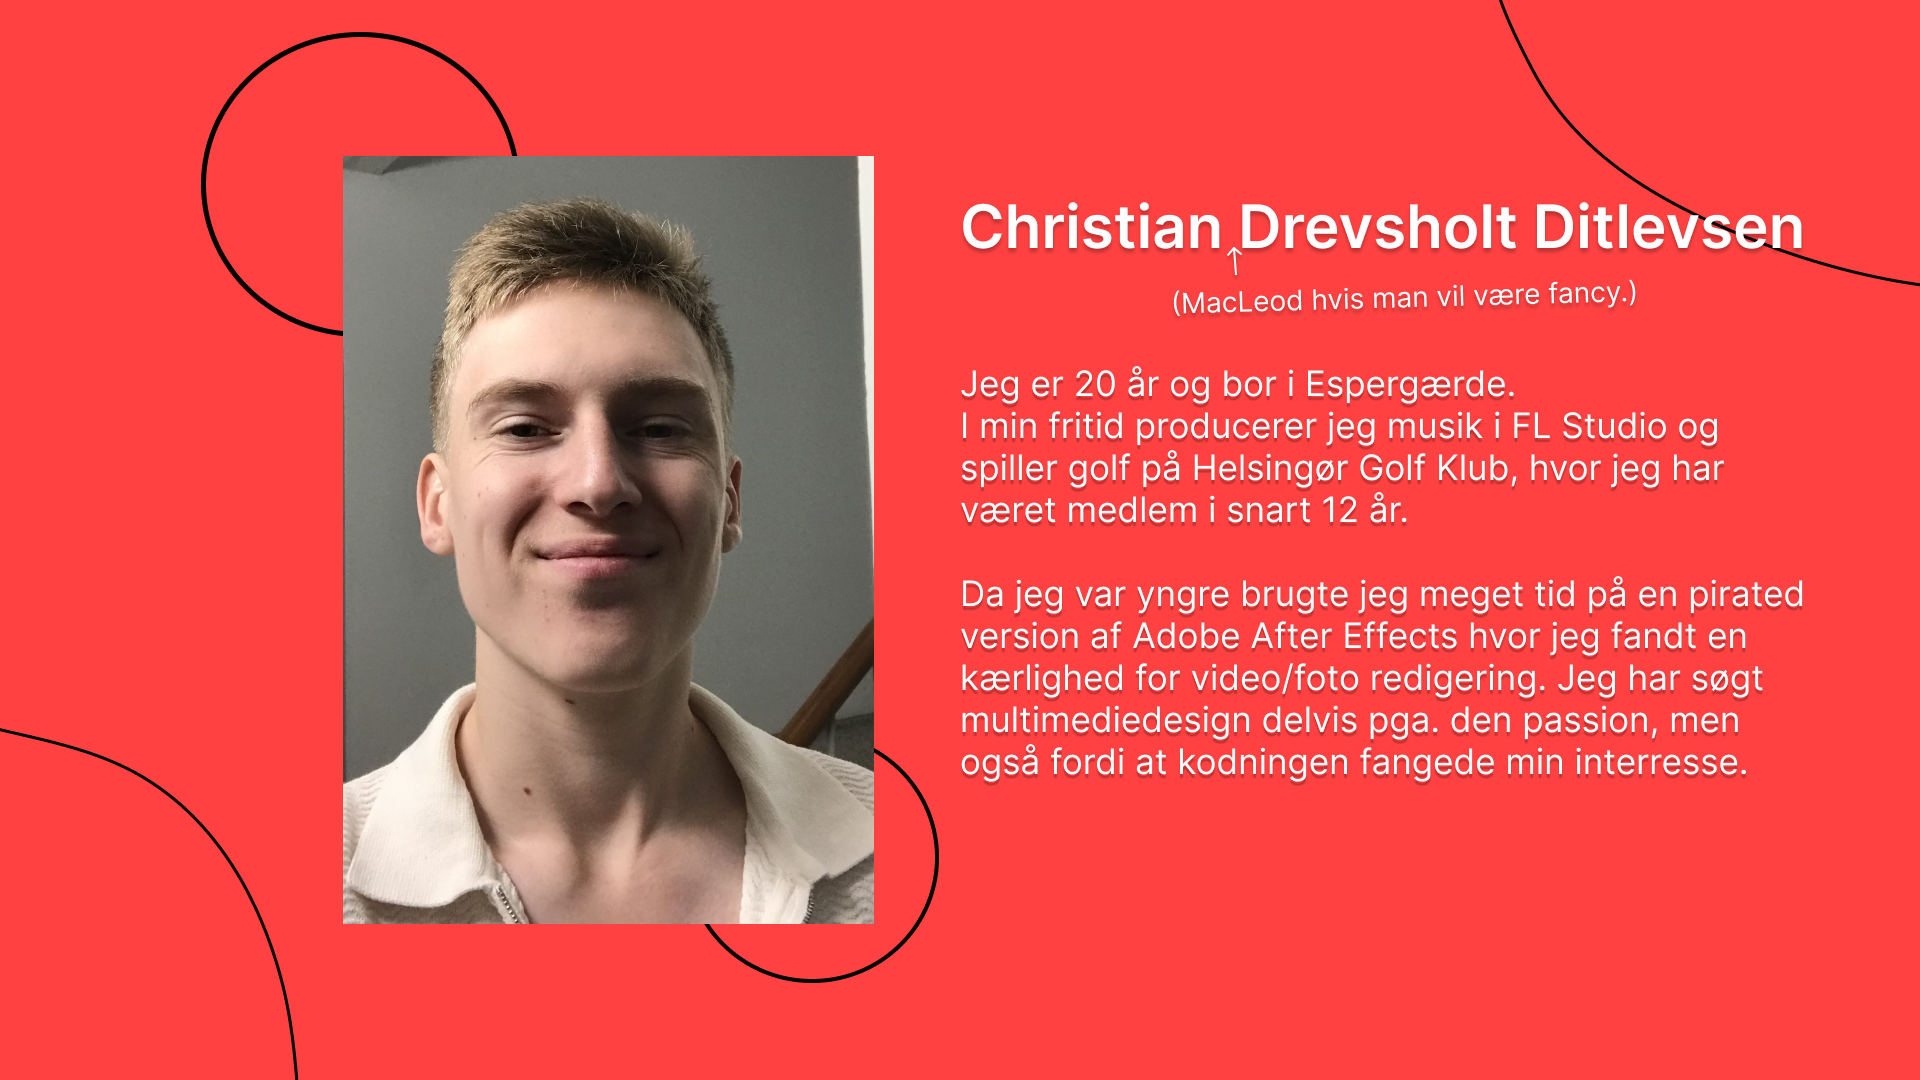 Christian Drevsholt Ditlevsen
(MacLeod hvis man vil være fancy.)
Jeg er 20 år og bor i Espergærde.
I min fritid producerer jeg musik i FL Studio og
spiller golf på Helsingør Golf Klub, hvor jeg har
været medlem i snart 12 år.
Da jeg var yngre brugte jeg meget tid på en pirated
version af Adobe After Effects hvor jeg fandt en
kærlighed for video/foto redigering. Jeg har søgt
multimediedesign delvis pga. den passion, men
også fordi at kodningen fangede min interresse.